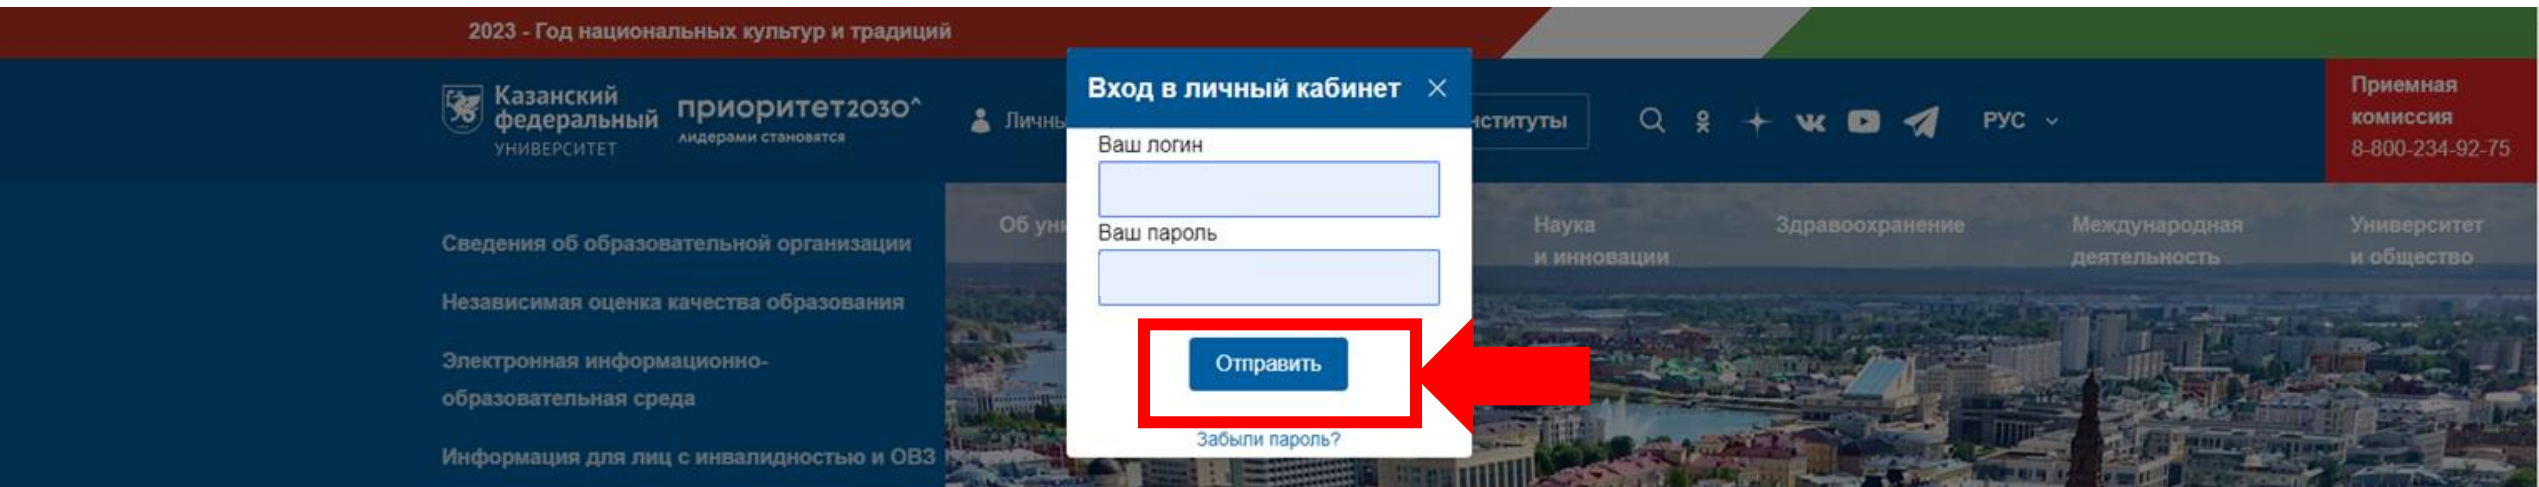 2023 - Год национальных культур и традиций
Казанский
федеральный
УНИВЕРСИТЕТ
приоритет2030^
лидерами становятся
Вход в личный кабинет
РУС
Приемная
комиссия
8-800-234-92-75
Ваш логин
Ваш пароль
Отправить
Забыли пароль?
Сведения об образовательной организации
Независимая оценка качества образования
Электронная информационно-
образовательная среда
Информация для лиц с инвалидностью и ОВЗ
Об
Наука
и инновации
Здравоохранение
Международная
деятельность
Университет
и общество